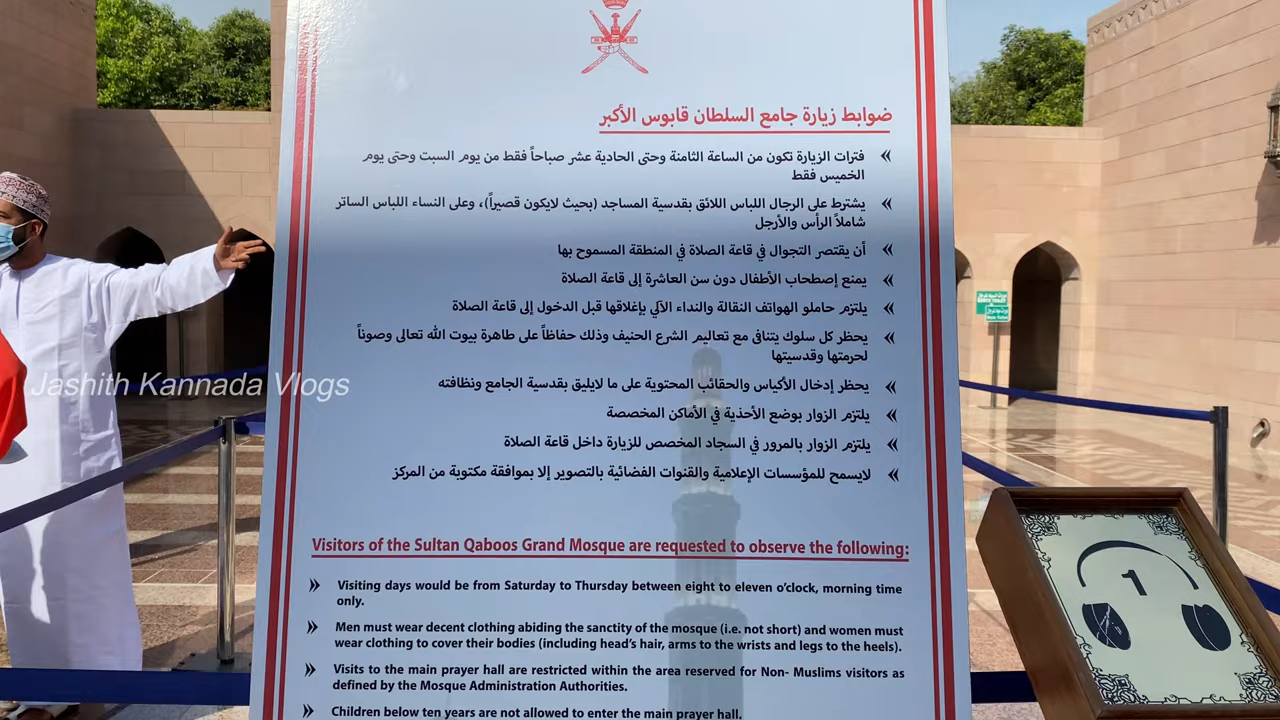 ضوابط زيارة جامع السلطان قابوس الأكبر
فترات الزيارة تكون من الساعة الثامنة وحتى الحادية عشر صباحاً فقط من يوم السبت وحتى يوم
الخميس فقط
يشترط على الرجال اللباس اللائق بقدسية المساجد (بحيث لايكون قصيراً)، وعلى النساء اللباس الساتر
شاملاً الرأس والأرجل
أن يقتصر التجوال في قاعة الصلاة في المنطقة المسموح بها
يمنع إصطحاب الأطفال دون سن العاشرة إلى قاعة الصلاة
يلتزم حاملو الهواتف النقالة والنداء الآلي بإغلاقها قبل الدخول إلى قاعة الصلاة
يحظر كل سلوك يتنافى مع تعاليم الشرع الحنيف وذلك حفاظاً على طاهرة بيوت الله تعالى وصوناً
لحرمتها وقدسيتها
يحظر إدخال الأكياس والحقائب المحتوية على ما لايليق بقدسية الجامع ونظافته
يلتزم الزوار بوضع الأحذية في الأماكن المخصصة
يلتزم الزوار بالمرور في السجاد المخصص للزيارة داخل قاعة الصلاة
لايسمح للمؤسسات الإعلامية والقنوات الفضائية بالتصوير إلا بموافقة مكتوبة من المركز
Visitors of the Sultan Qaboos Grand Mosque are requested to observe the following:
Visiting days would be from Saturday to Thursday between eight to eleven o'clock, morning time
only.
Men must wear decent clothing abiding the sanctity of the mosque (i.e. not short) and women must
wear clothing to cover their bodies (including head's hair, arms to the wrists and legs to the heels).
Visits to the main prayer hall are restricted within the area reserved for Non- Muslims visitors as
defined by the Mosque Administration Authorities.
Children below ten years are not allowed to enter the main prayer hall.
Jashith Kannada Vlogs
1